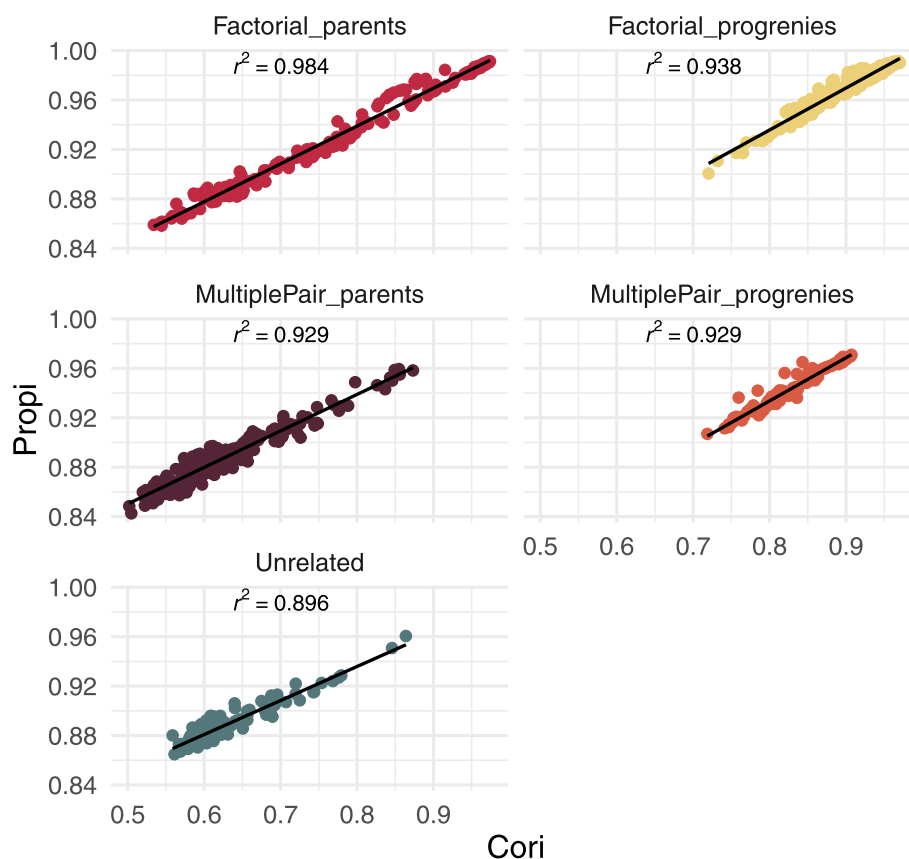 Factorial_parents
Factorial_progrenies
r² = 0.984
r² = 0.938
1.00
0.96
0.92
0.88
0.84
MultiplePair_parents
MultiplePair_progrenies
r² = 0.929
r² = 0.929
1.00
0.96
0.92
0.88
0.84
0.5 0.6 0.7 0.8 0.9
Propi
Unrelated
r² = 0.896
1.00
0.96
0.92
0.88
0.84
0.5 0.6 0.7 0.8 0.9
Cori